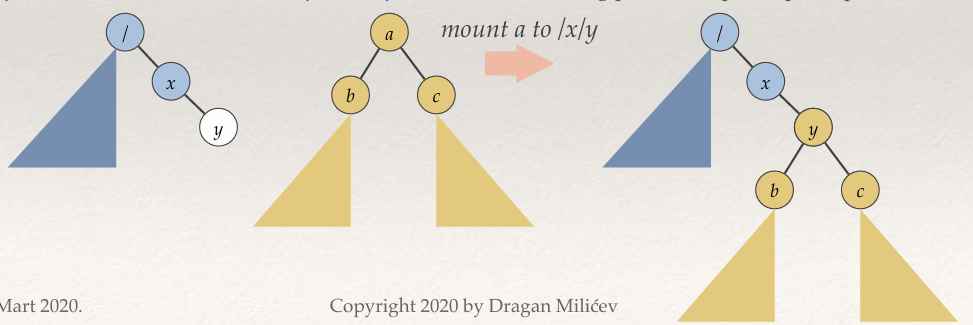 /
x
y
a
b
c
mount a to /x/y
/
x
y
b
c
Mart 2020.
Copyright 2020 by Dragan Milićev